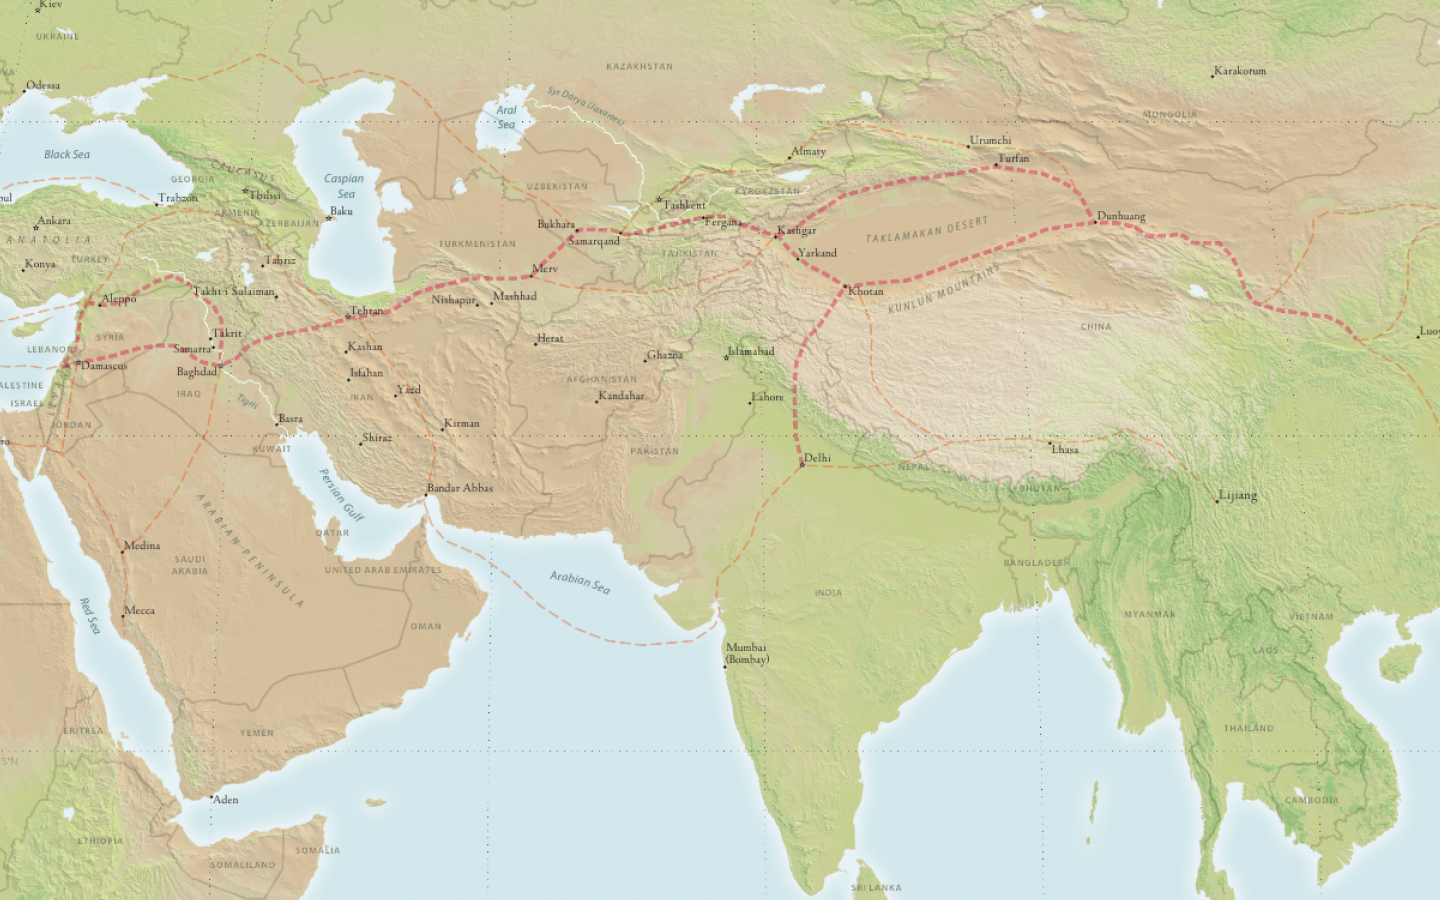 Kiev
UKRAINE
Odessa
Black Sea
KAZAKHSTAN
Syr Darya (Jaxartes)
Aral
Sea
Karakorum
MONGOLIA
Urumchi
Turfan
Almaty
KYRGYZSTAN
CAUCASUS
GEORGIA
Tbilisi
Trabzon
Caspian
Sea
UZBEKISTAN
Tashkent
Fergana
Kashgar
TAKLAMAKAN DESERT
Dunhuang
Ankara
ANATOLIA
ARMENIA
AZERBAIJAN
Baku
Bukhara
Samarqand
TURKMENISTAN
TAJIKISTAN
Yarkand
Konya
TURKEY
Tabriz
Merv
Khotan
KUNLUN MOUNTAINS
Aleppo
Takht i Sulaiman
Nishapur
Mashhad
Tehran
CHINA
SYRIA
Takrit
LEBANON
Samarra
Kashan
Herat
Ghazna
Islamabad
Damascus
Baghdad
Isfahan
AFGHANISTAN
ISRAEL
IRAQ
Tigris
IRAN
Yazd
Kandahar
Lahore
JORDAN
Basra
Kirman
KUWAIT
Shiraz
PAKISTAN
Delhi
NEPAL
Lhasa
BHUTAN
Lijiang
Persian Gulf
Bandar Abbas
ARABIAN PENINSULA
QATAR
Medina
SAUDI
ARABIA
UNITED ARAB EMIRATES
Arabian Sea
INDIA
BANGLADESH
Red Sea
Mecca
OMAN
MYANMAR
VIETNAM
Mumbai
(Bombay)
LAOS
ERITREA
YEMEN
THAILAND
Aden
CAMBODIA
ETHIOPIA
SOMALIA
SOMALILAND
SRI LANKA